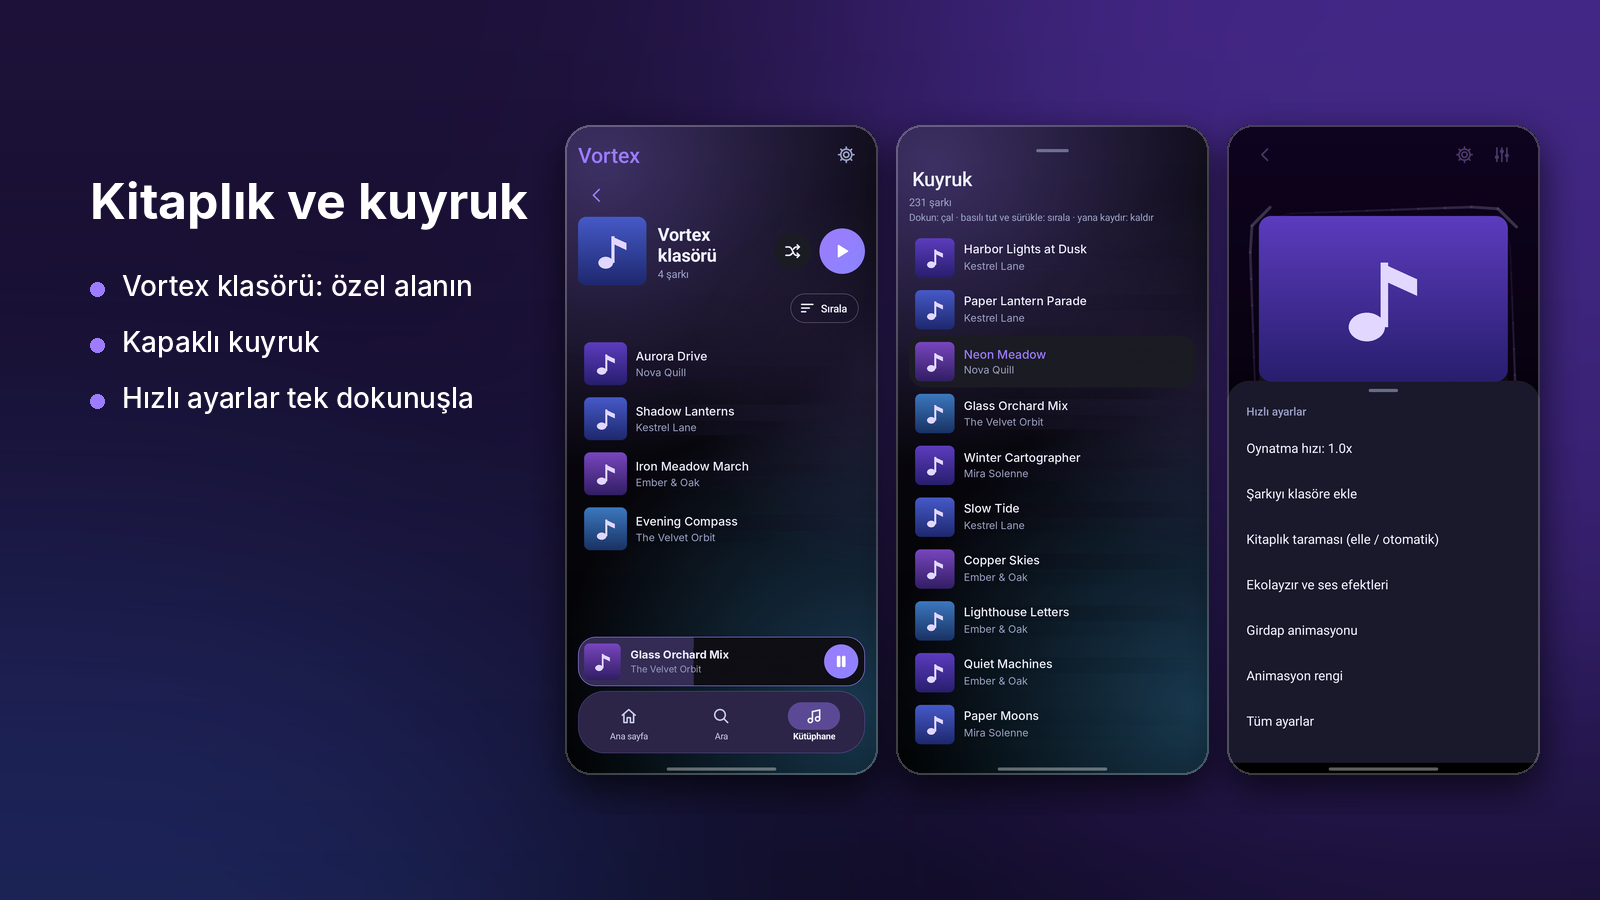 Kitaplık ve kuyruk
Vortex klasörü: özel alanın
Kapaklı kuyruk
Hızlı ayarlar tek dokunuşla
Vortex
Vortex
klasörü
4 şarkı
Sırala
Aurora Drive
Nova Quill
Shadow Lanterns
Kestrel Lane
Iron Meadow March
Ember & Oak
Evening Compass
The Velvet Orbit
Glass Orchard Mix
The Velvet Orbit
Ana sayfa
Ara
Kütüphane
Kuyruk
231 şarkı
Dokun: çal · basılı tut ve sürükle: sırala · yana kaydır: kaldır
Harbor Lights at Dusk
Kestrel Lane
Paper Lantern Parade
Kestrel Lane
Neon Meadow
Nova Quill
Glass Orchard Mix
The Velvet Orbit
Winter Cartographer
Mira Solenne
Slow Tide
Kestrel Lane
Copper Skies
Ember & Oak
Lighthouse Letters
Ember & Oak
Quiet Machines
Ember & Oak
Paper Moons
Mira Solenne
Hızlı ayarlar
Oynatma hızı: 1.0x
Şarkıyı klasöre ekle
Kitaplık taraması (elle / otomatik)
Ekolayzır ve ses efektleri
Girdap animasyonu
Animasyon rengi
Tüm ayarlar